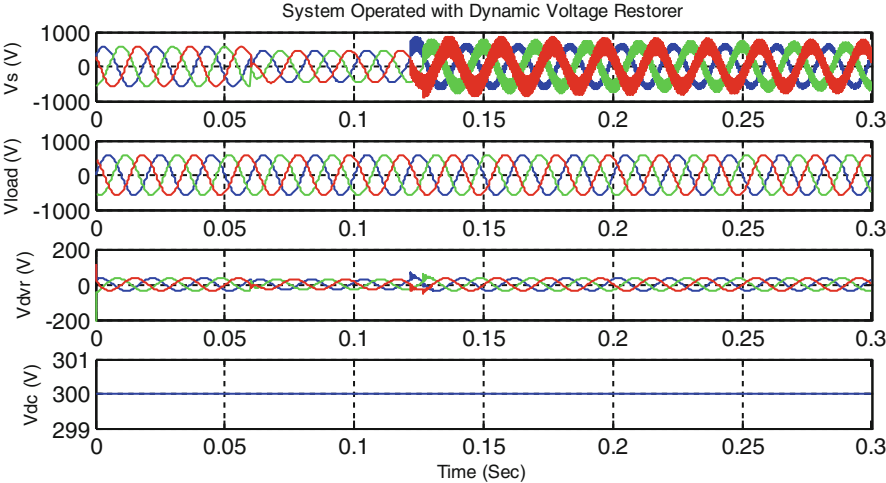 System Operated with Dynamic Voltage Restorer
Vs (V)
1000
0
-1000
0 0.05 0.1 0.15 0.2 0.25 0.3
Vload (V)
1000
0
-1000
0 0.05 0.1 0.15 0.2 0.25 0.3
Vdvr (V)
200
0
-200
0 0.05 0.1 0.15 0.2 0.25 0.3
Vdc (V)
301
300
299
0 0.05 0.1 0.15 0.2 0.25 0.3
Time (Sec)